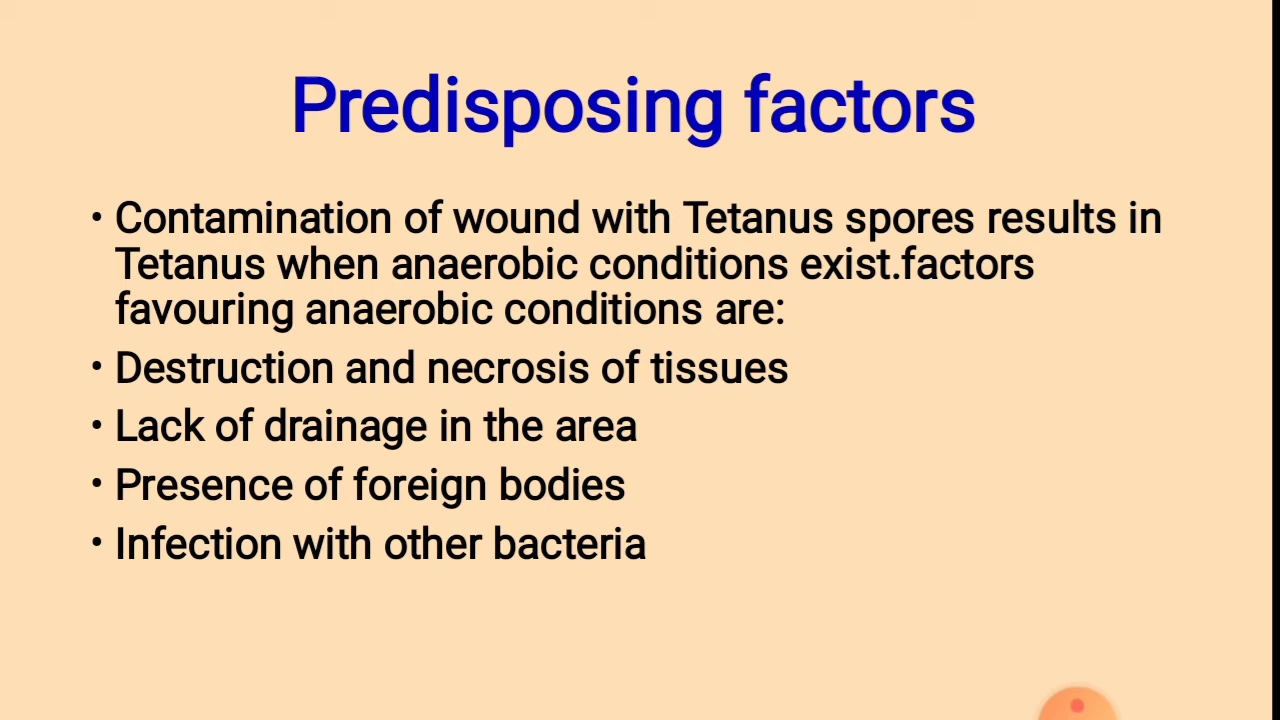 Predisposing factors
• Contamination of wound with Tetanus spores results in
Tetanus when anaerobic conditions exist.factors
favouring anaerobic conditions are:
• Destruction and necrosis of tissues
• Lack of drainage in the area
• Presence of foreign bodies
• Infection with other bacteria